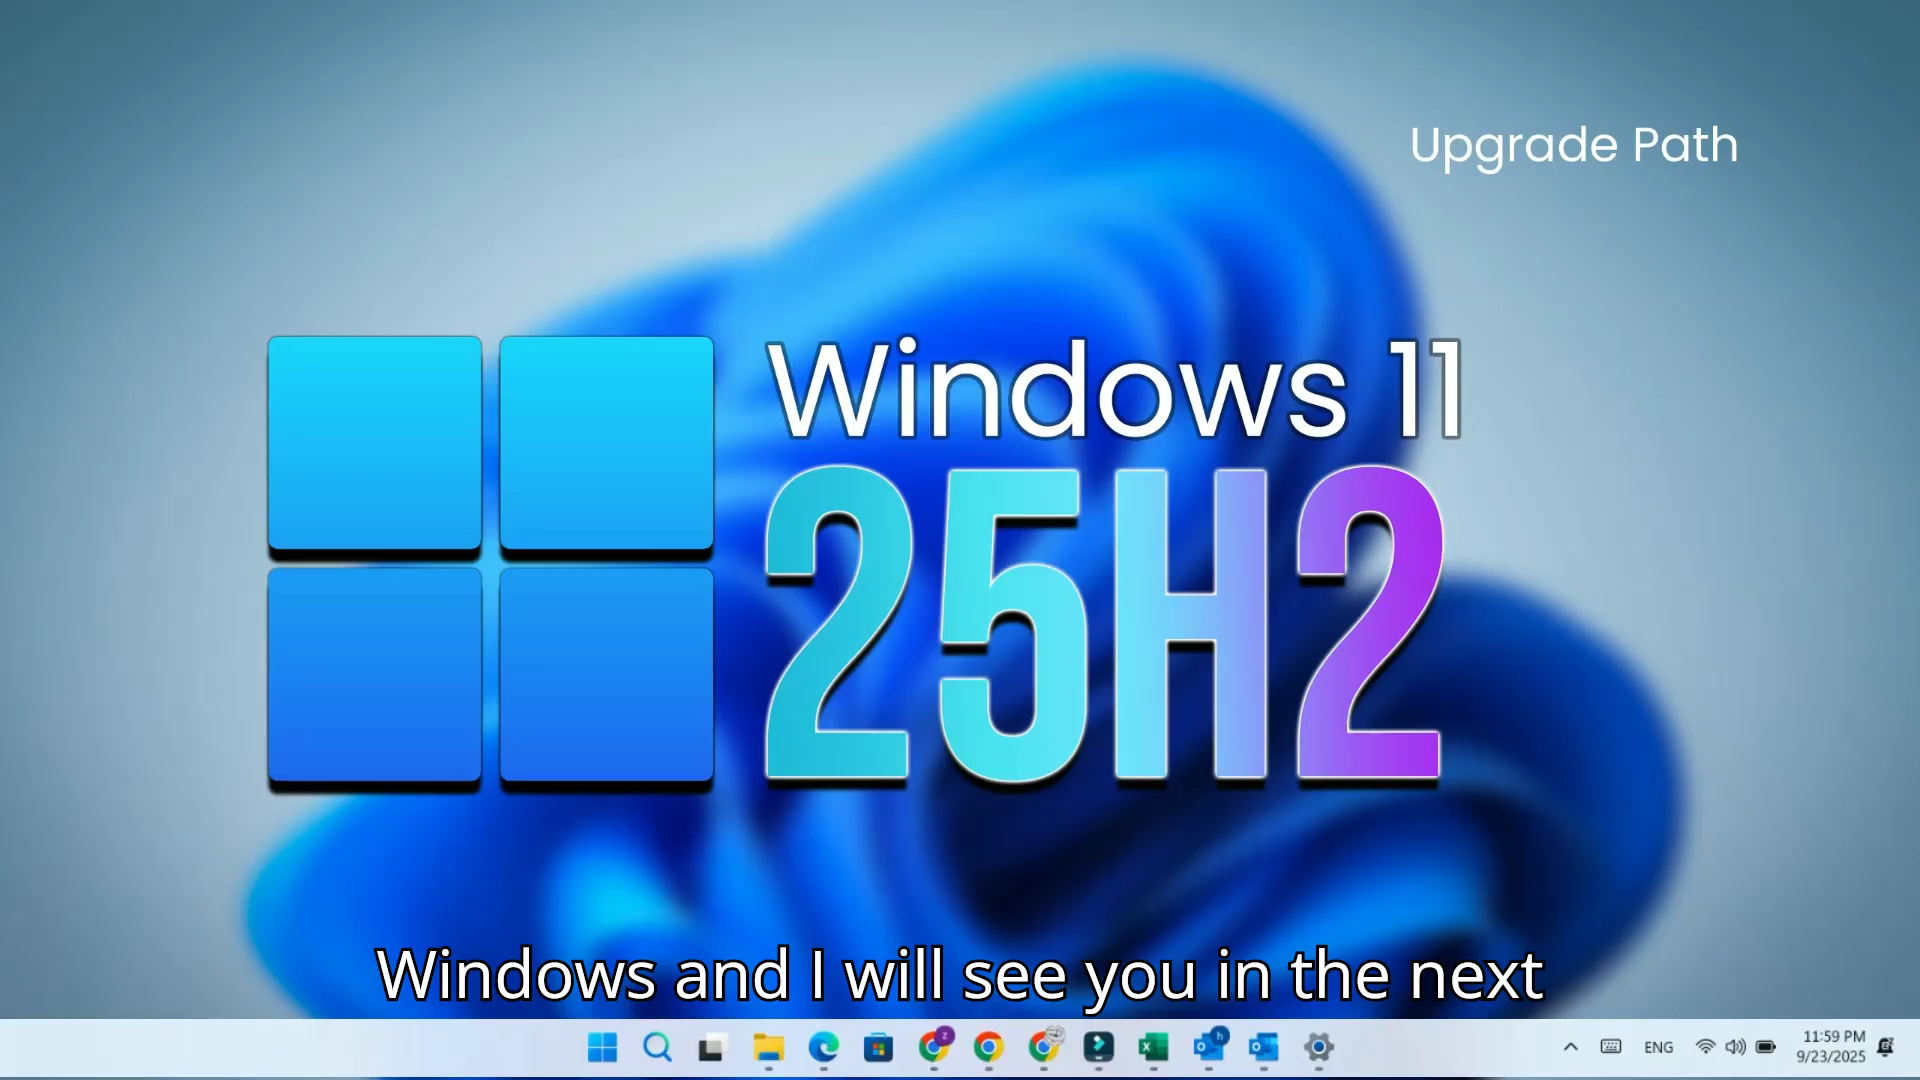 Upgrade Path
Windows 11
25H2
Windows and I will see you in the next
ENG
11:59 PM
9/23/2025